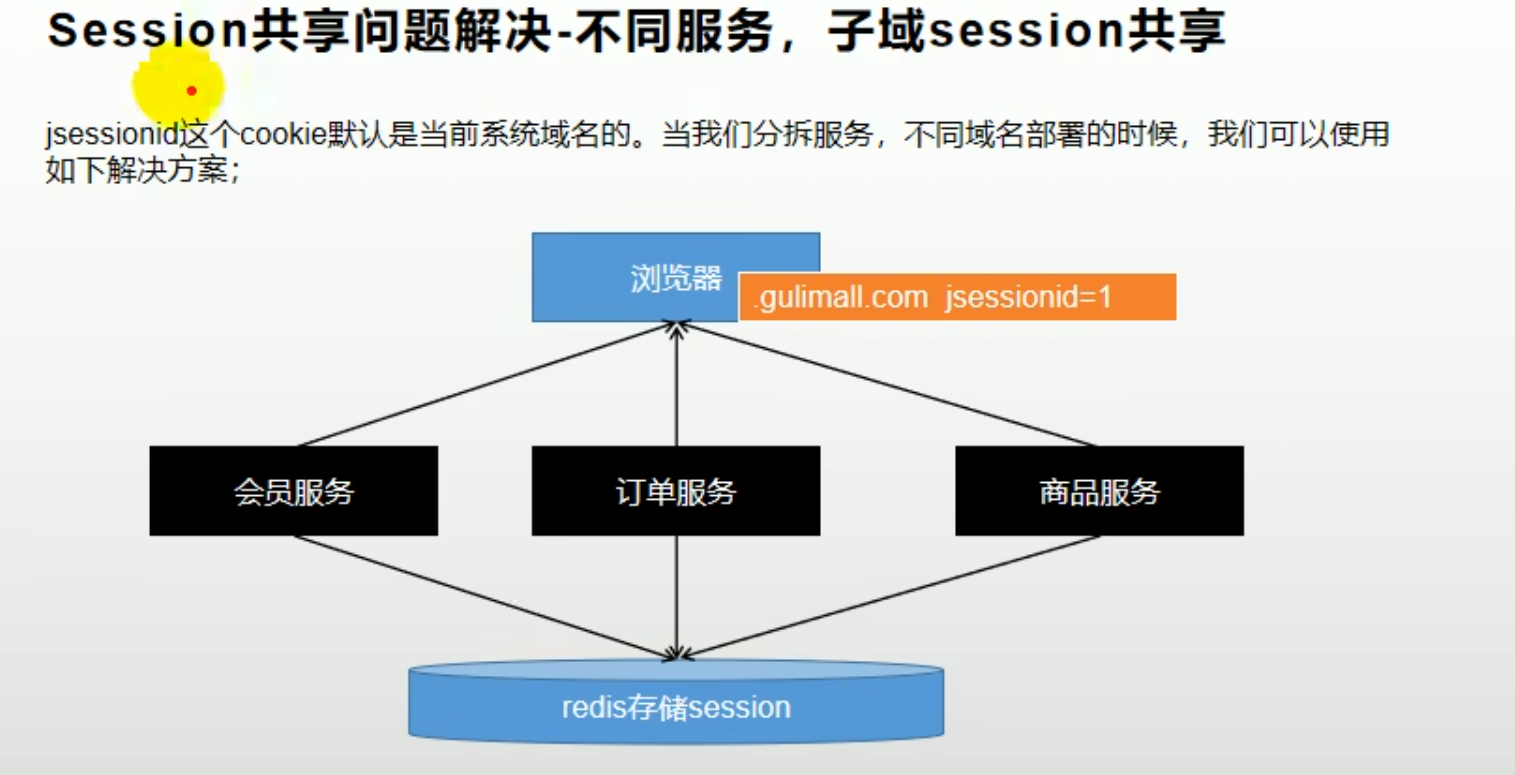 Session共享问题解决-不同服务，子域session共享
jsessionid这个cookie默认是当前系统域名的。当我们分拆服务，不同域名部署的时候，我们可以使用
如下解决方案；
浏览器
.gulimall.com jsessionid=1
会员服务
订单服务
商品服务
redis存储session